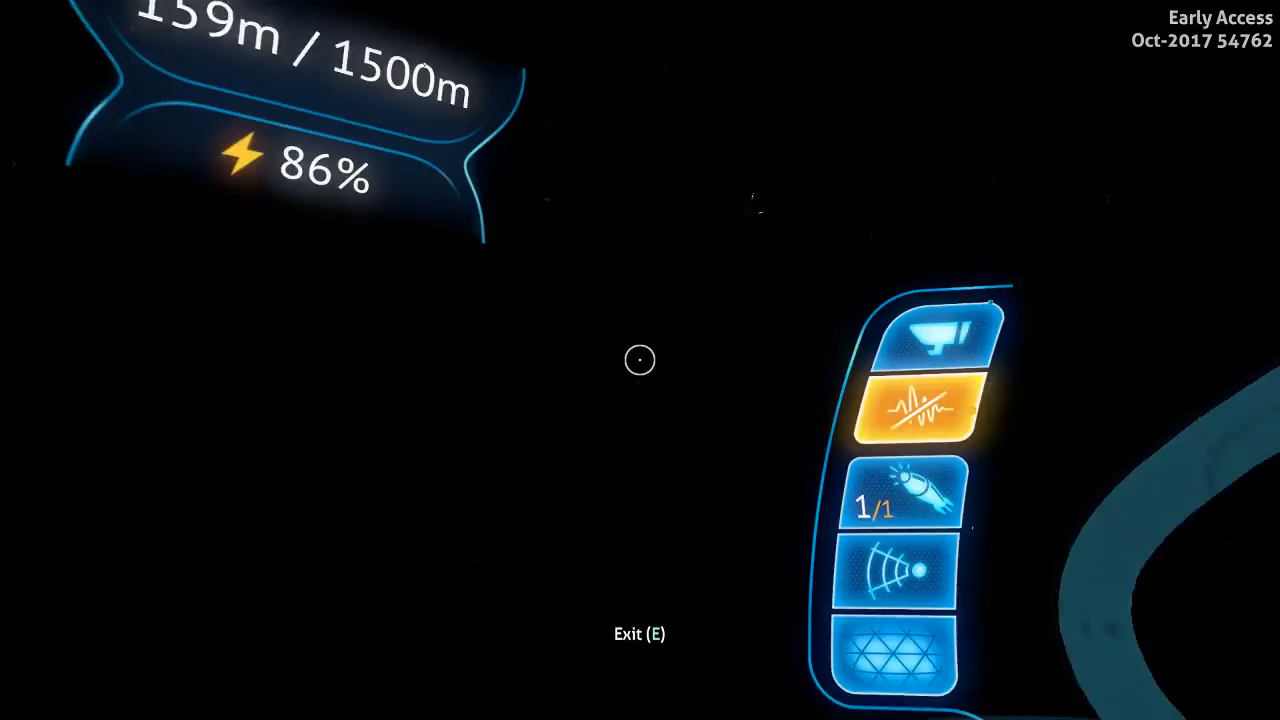 Early Access
Oct-2017 54762
159m / 1500m
86%
1/1
Exit (E)